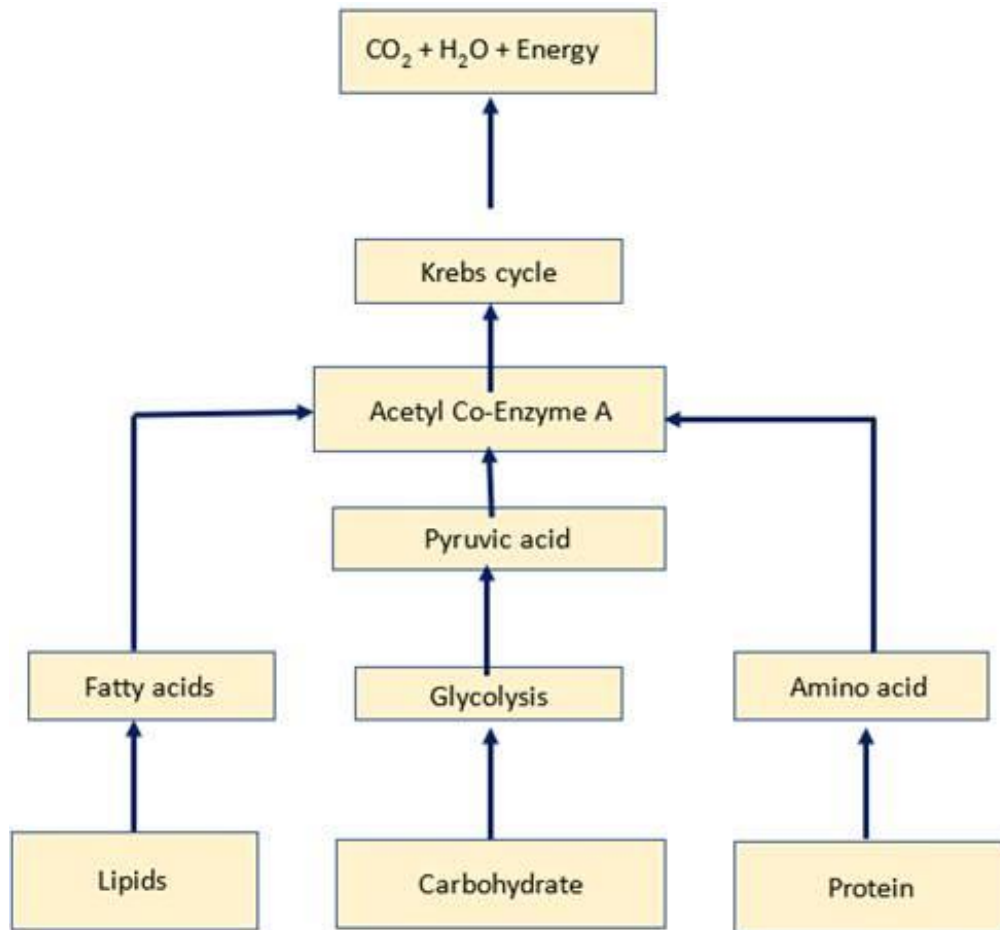 CO₂ + H₂O + Energy
Krebs cycle
Acetyl Co-Enzyme A
Pyruvic acid
Fatty acids
Glycolysis
Amino acid
Lipids
Carbohydrate
Protein